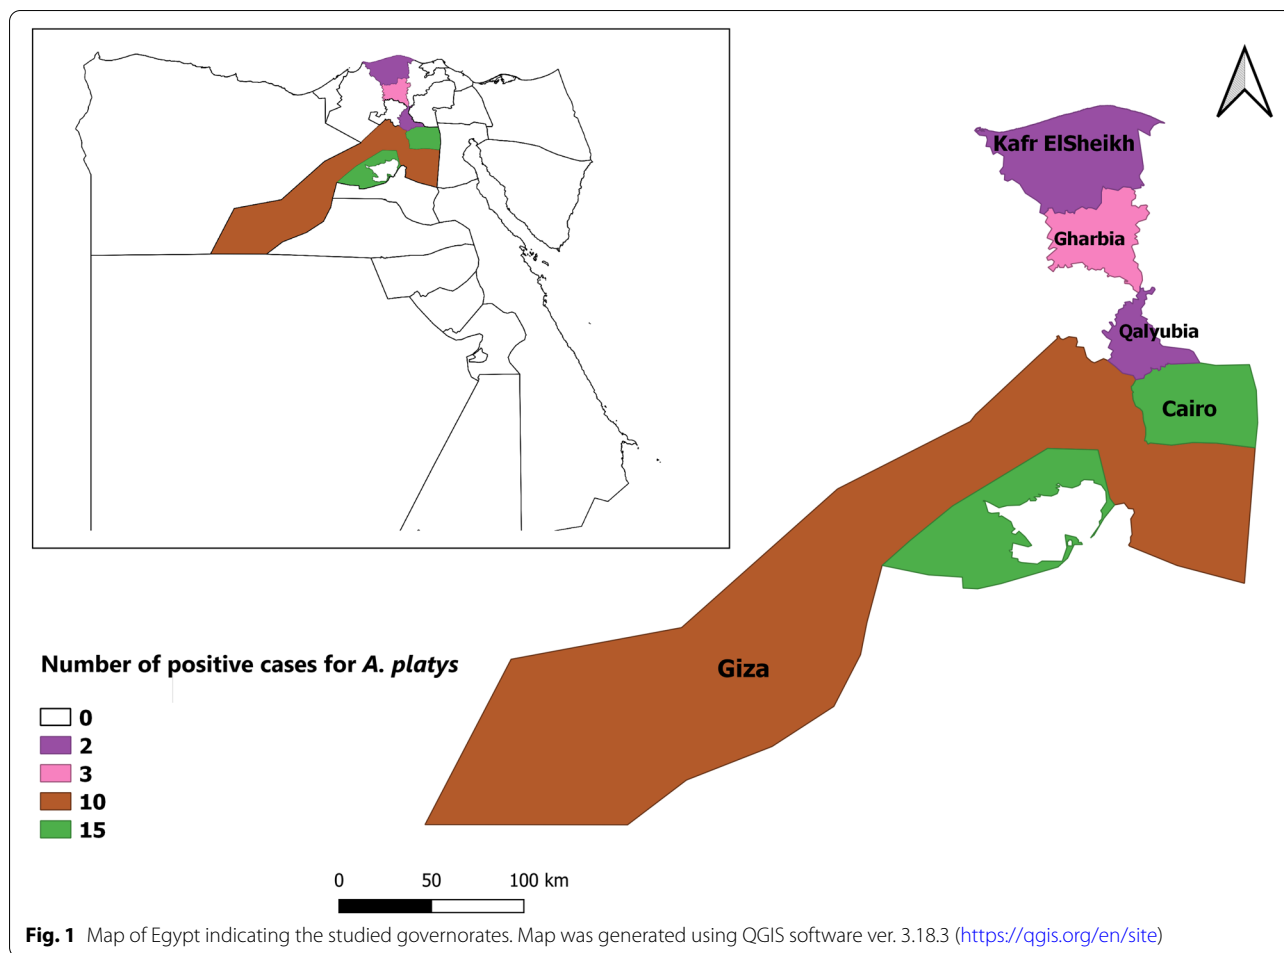 Kafr ElSheikh
Gharbia
Qalyubia
Cairo
Giza
Number of positive cases for A. platys
0
2
3
10
15
0 50 100 km
Fig. 1 Map of Egypt indicating the studied governorates. Map was generated using QGIS software ver. 3.18.3 (https://qgis.org/en/site)